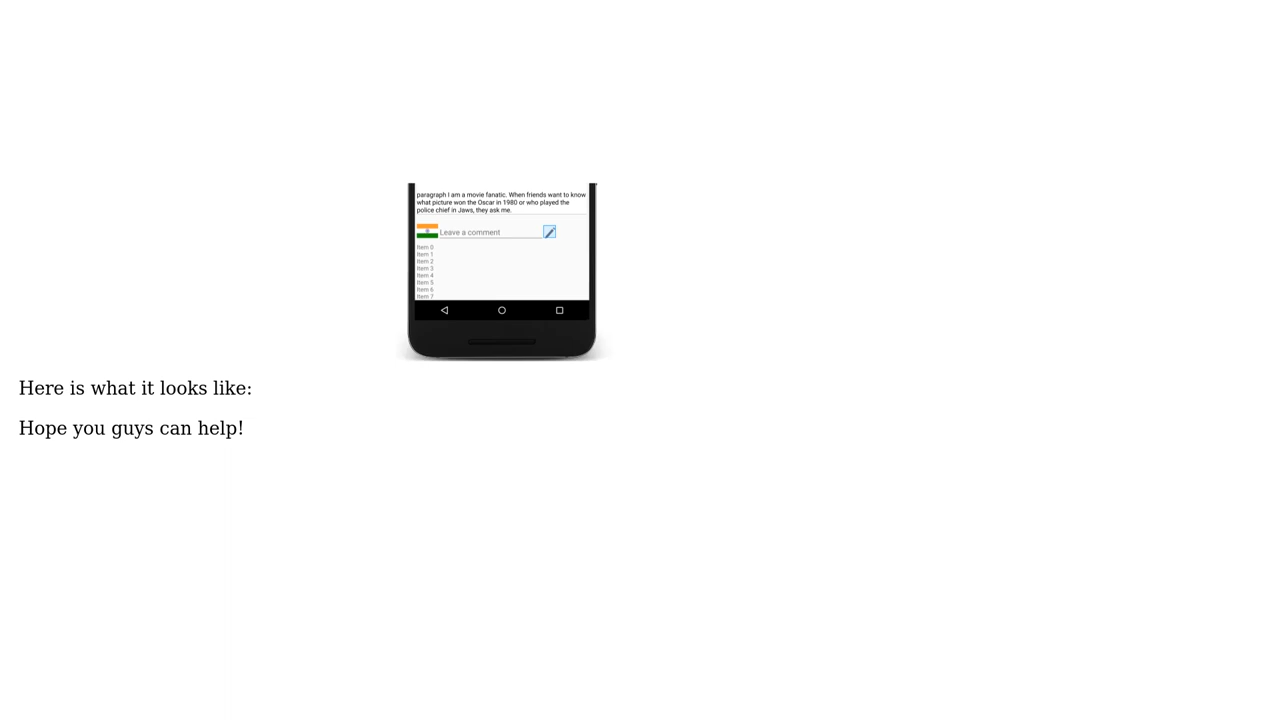 paragraph I am a movie fanatic. When friends want to know
what picture won the Oscar in 1980 or who played the
police chief in Jaws, they ask me.
Leave a comment
Item 0
Item 1
Item 2
Item 3
Item 4
Item 5
Item 6
Item 7
Here is what it looks like:
Hope you guys can help!